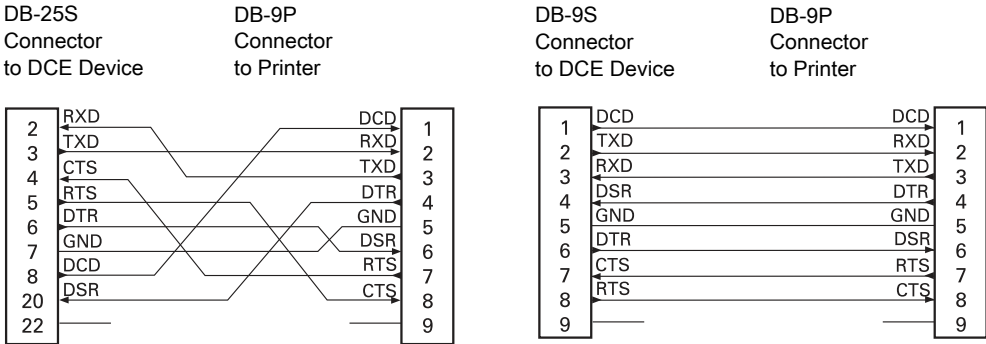 DB-25S
Connector
to DCE Device
DB-9P
Connector
to Printer
2 RXD DCD 1
3 TXD RXD 2
4 CTS TXD 3
5 RTS DTR 4
6 DTR GND 5
7 GND DSR 6
8 DCD RTS 7
20 DSR CTS 8
22 9
DB-9S
Connector
to DCE Device
DB-9P
Connector
to Printer
1 DCD DCD 1
2 TXD RXD 2
3 RXD TXD 3
4 DSR DTR 4
5 GND GND 5
6 DTR DSR 6
7 CTS RTS 7
8 RTS CTS 8
9 9